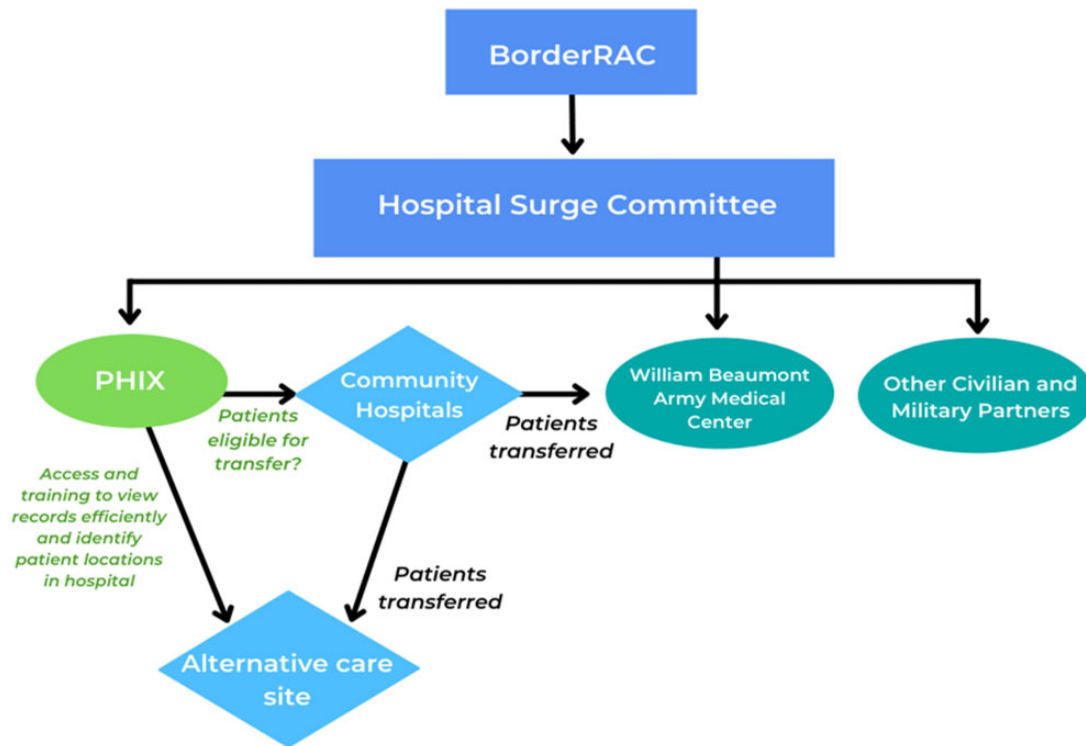 BorderRAC
Hospital Surge Committee
PHIX
Patients
eligible for
transfer?
Community
Hospitals
Patients
transferred
William Beaumont
Army Medical
Center
Other Civilian and
Military Partners
Access and
training to view
records efficiently
and identify
patient locations
in hospital
Patients
transferred
Alternative care
site